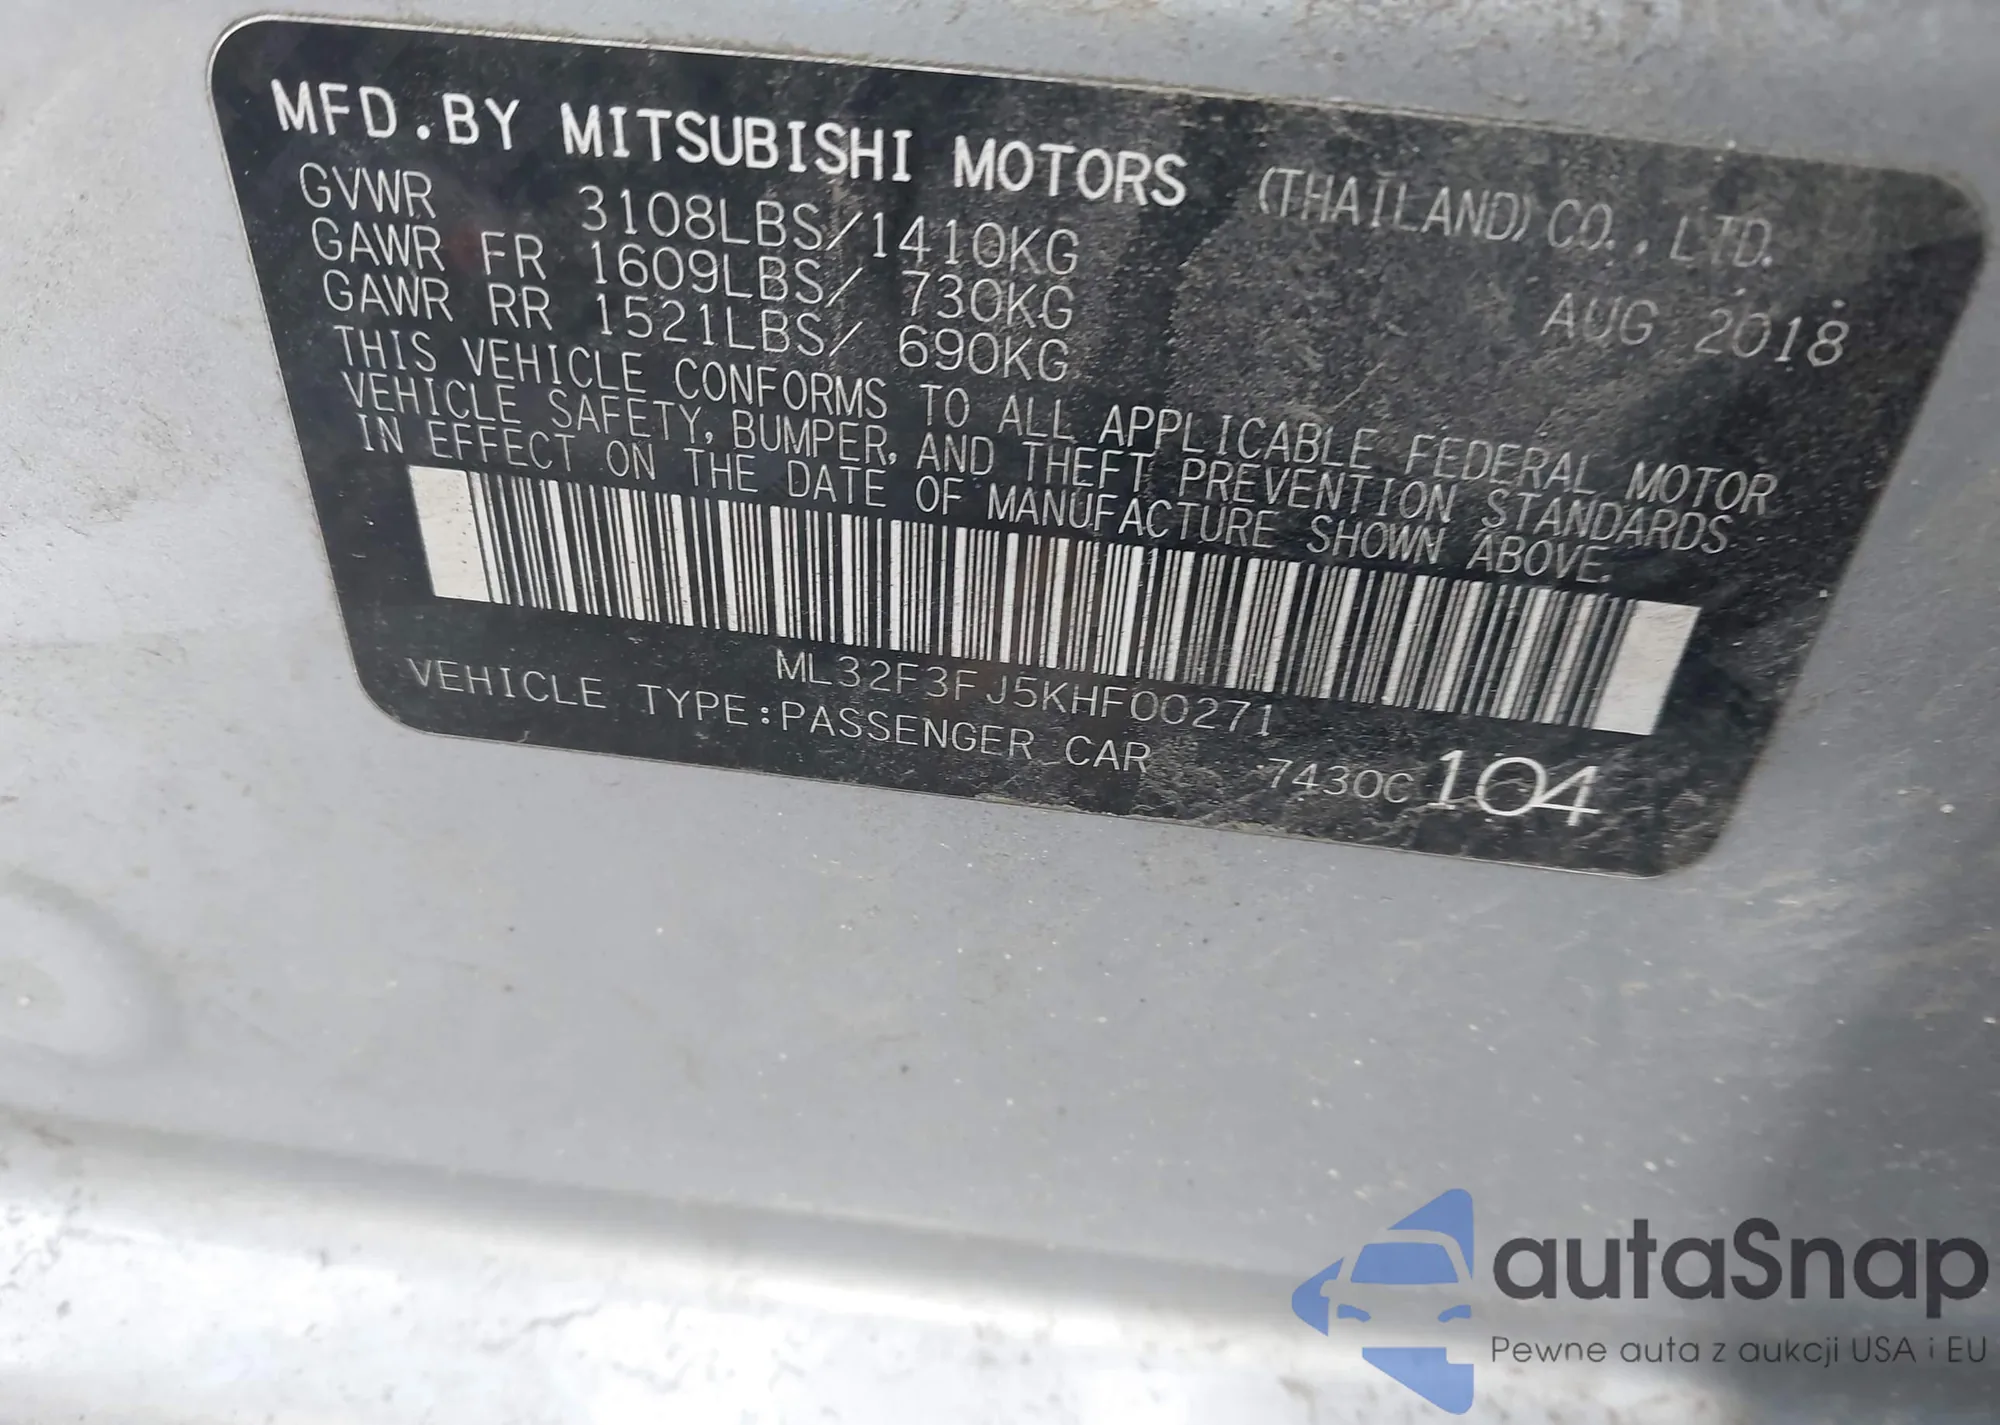 MFD.BY MITSUBISHI MOTORS (THAILAND) CO., LTD.
GVWR 3108LBS/1410KG
GAWR FR 1609LBS/ 730KG AUG 2018
GAWR RR 1521LBS/ 690KG
THIS VEHICLE CONFORMS TO ALL APPLICABLE FEDERAL MOTOR
VEHICLE SAFETY, BUMPER, AND THEFT PREVENTION STANDARDS
IN EFFECT ON THE DATE OF MANUFACTURE SHOWN ABOVE.
ML32F3FJ5KHF00271
VEHICLE TYPE:PASSENGER CAR 7430C 104
autaSnap
Pewne auta z aukcji USA i EU